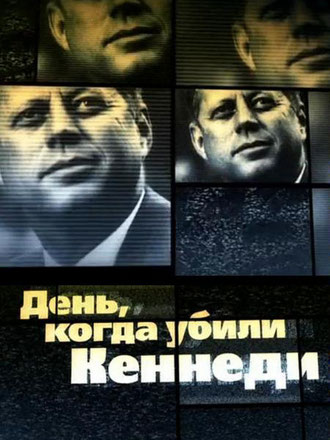 День,
когда убили
Кеннеди